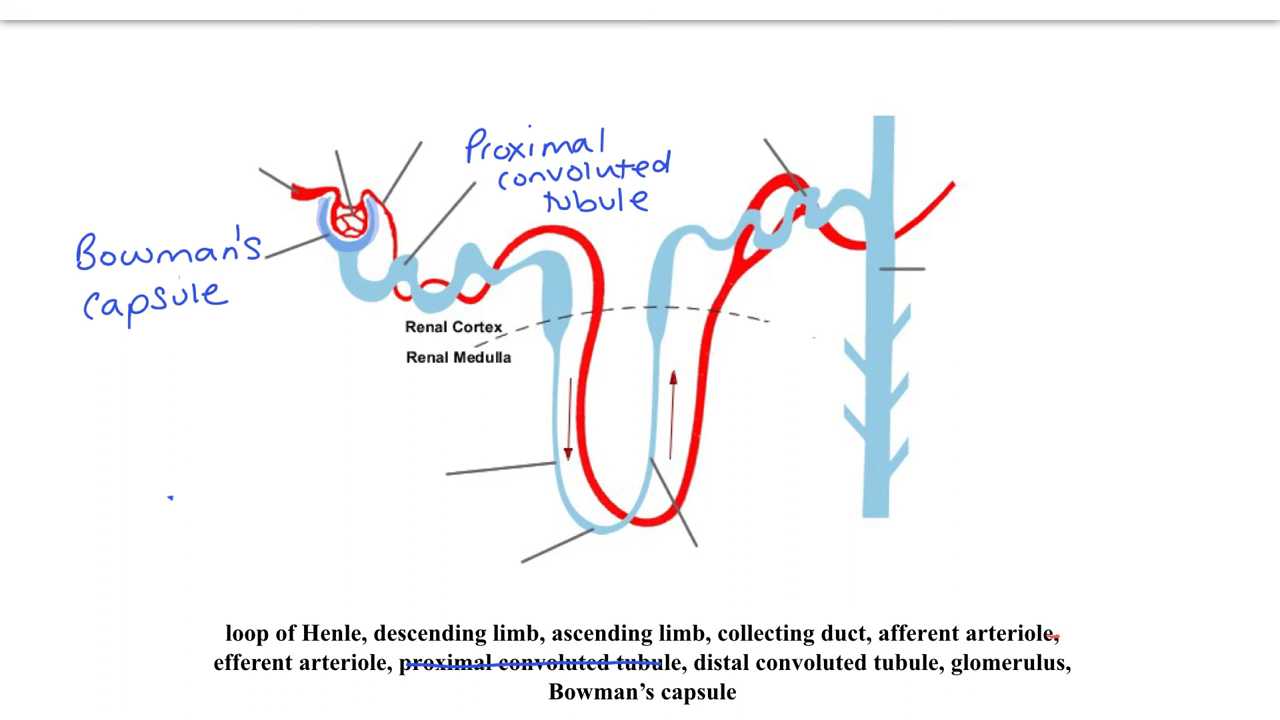 Proximal
convoluted
tubule
Bowman's
capsule
Renal Cortex
Renal Medulla
loop of Henle, descending limb, ascending limb, collecting duct, afferent arteriole,
efferent arteriole, proximal convoluted tubule, distal convoluted tubule, glomerulus,
Bowman’s capsule